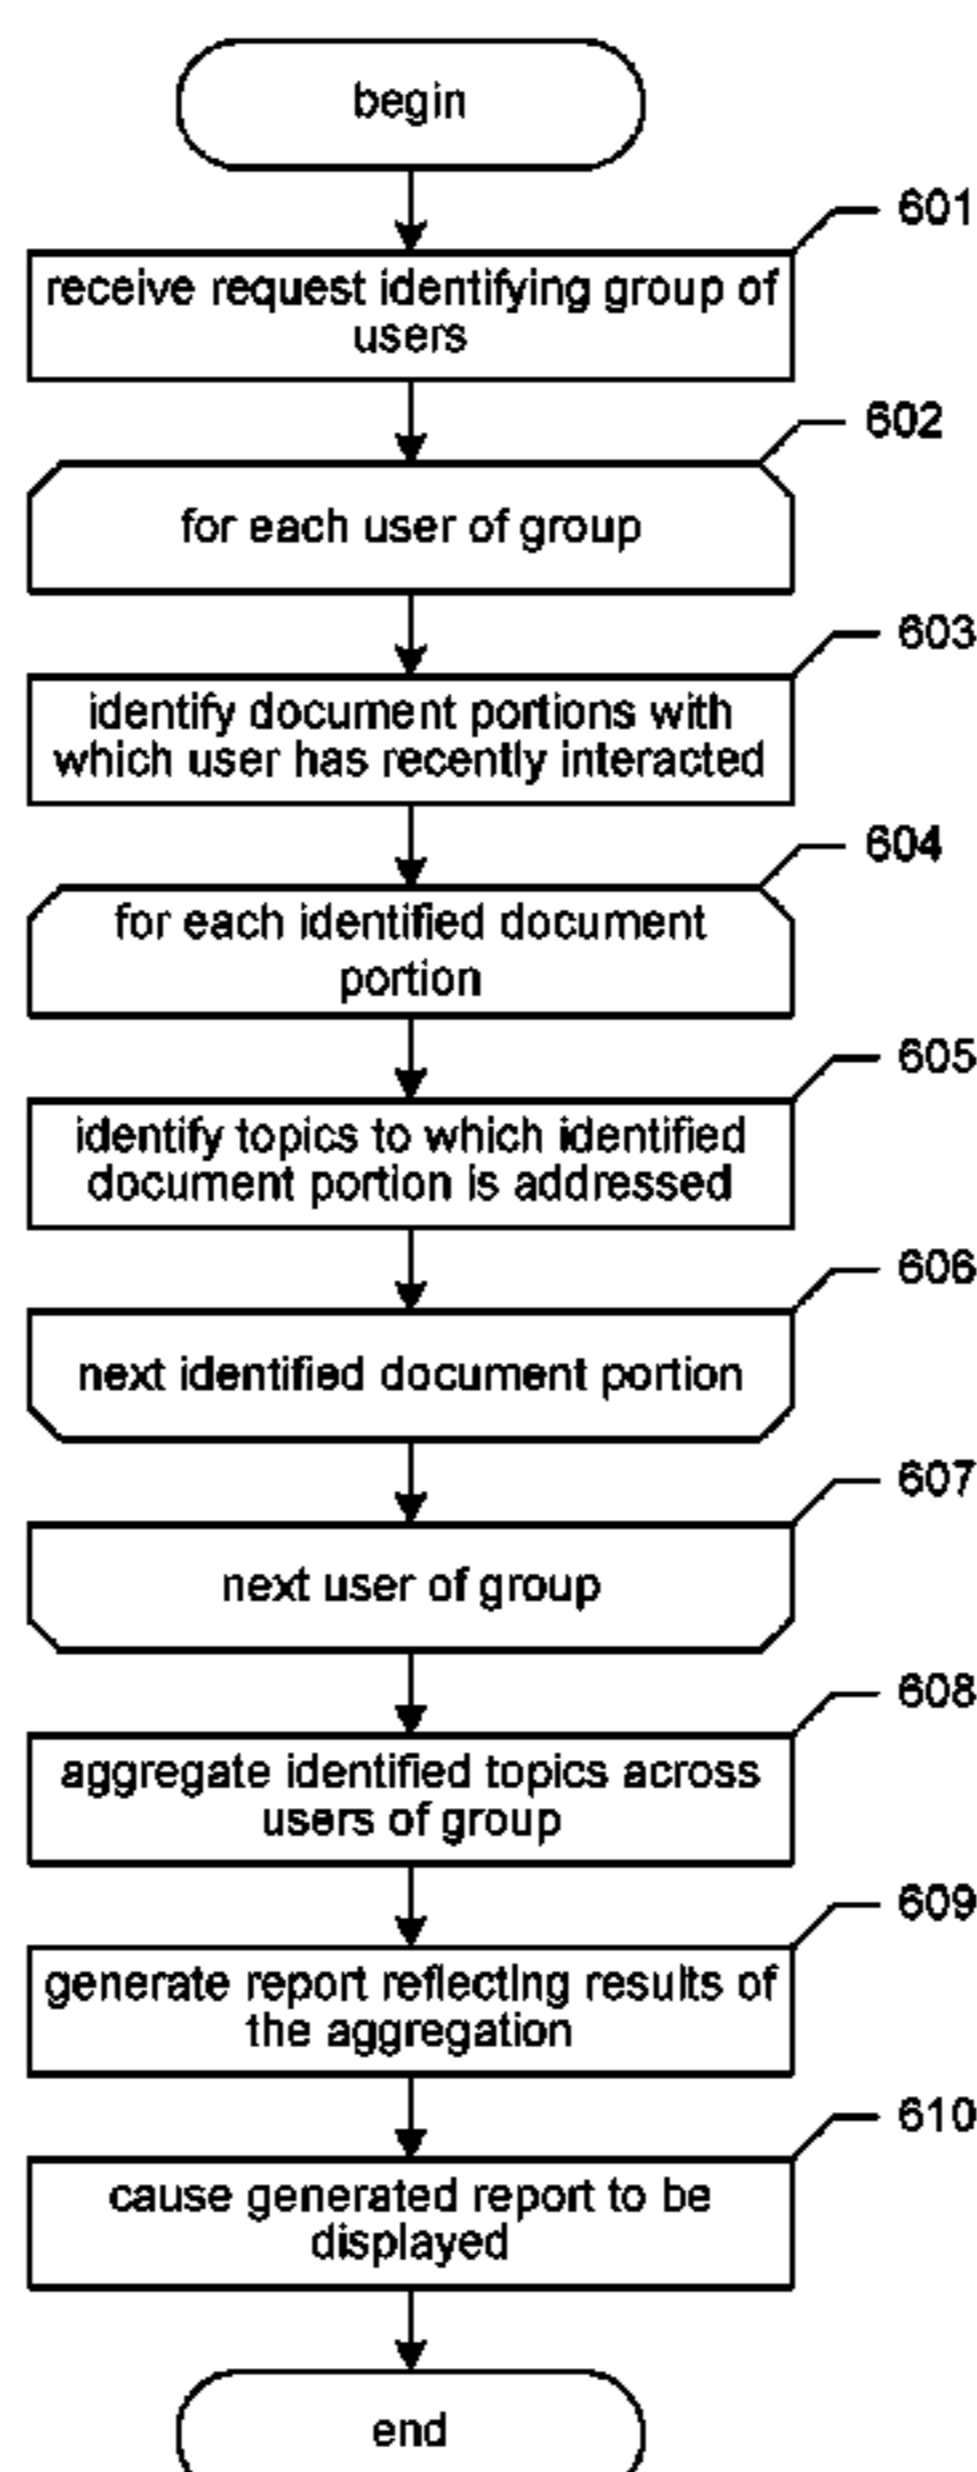 begin
601
receive request identifying group of
users
602
for each user of group
603
identify document portions with
which user has recently interacted
604
for each identified document
portion
605
identify topics to which identified
document portion is addressed
606
next identified document portion
607
next user of group
608
aggregate identified topics across
users of group
609
generate report reflecting results of
the aggregation
610
cause generated report to be
displayed
end